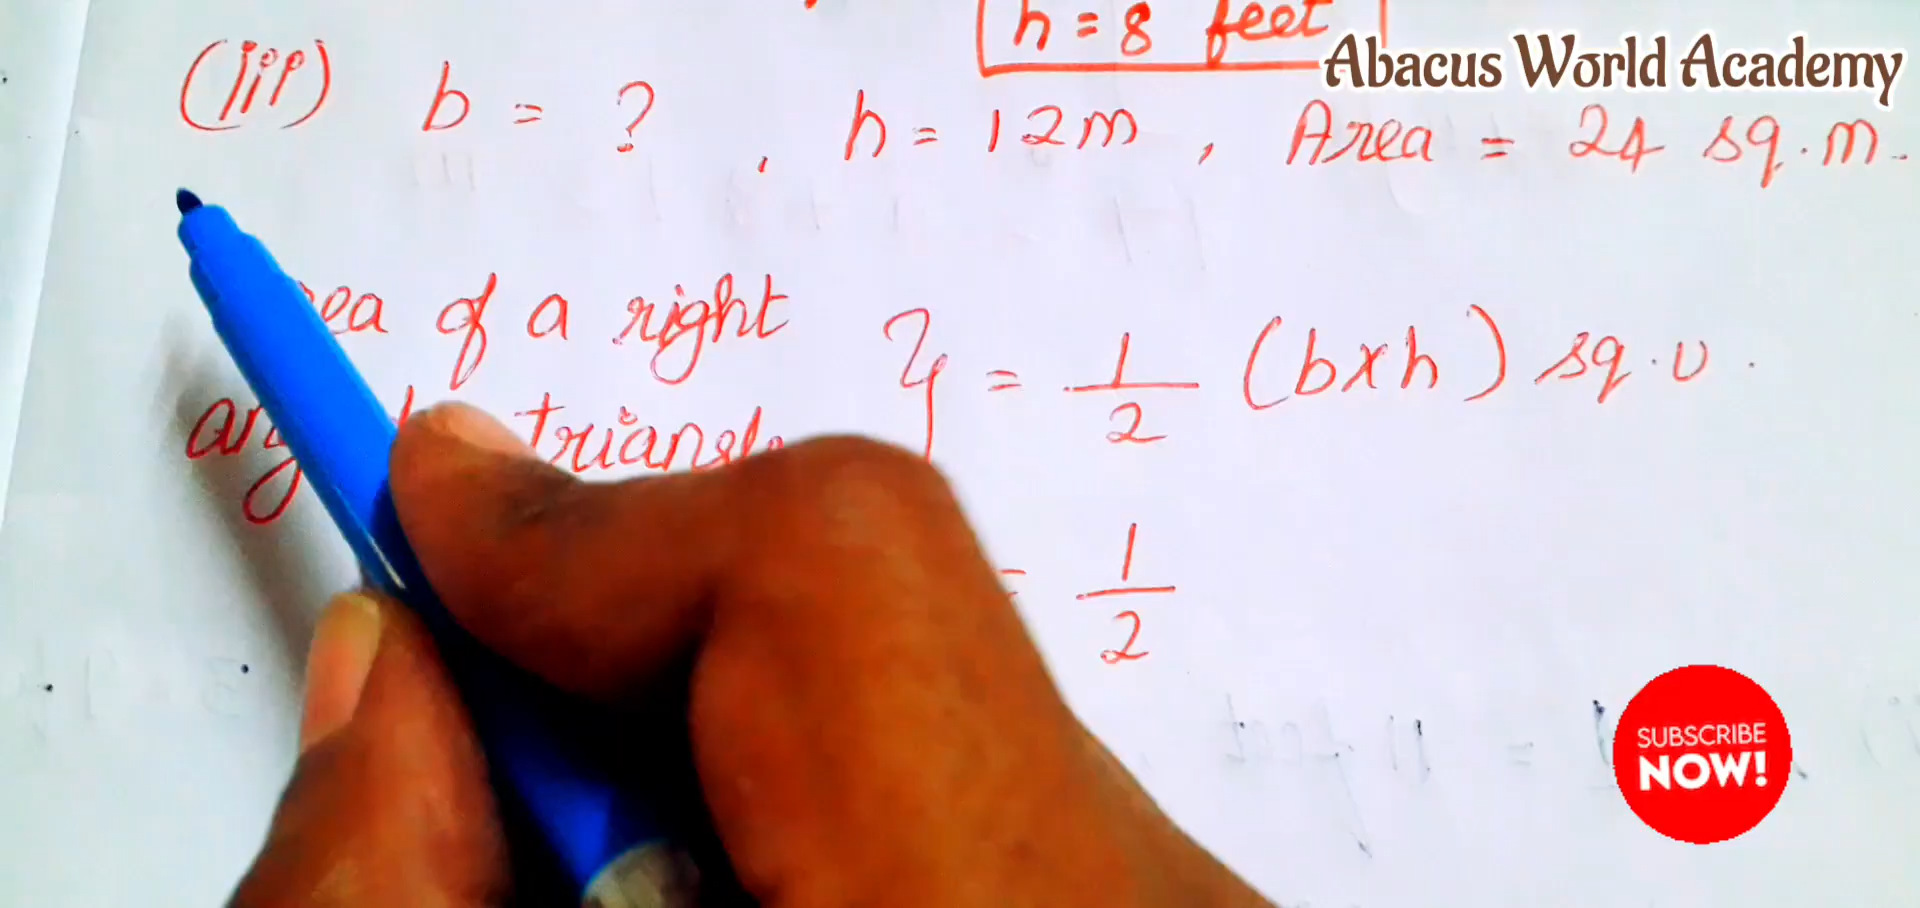 h = 8 feet
Abacus World Academy
(iii) b = ? , h = 12m , Area = 24 sq.m.
of a right
triangle } = 1/2 (b×h) sq.u.
= 1/2
SUBSCRIBE
NOW!